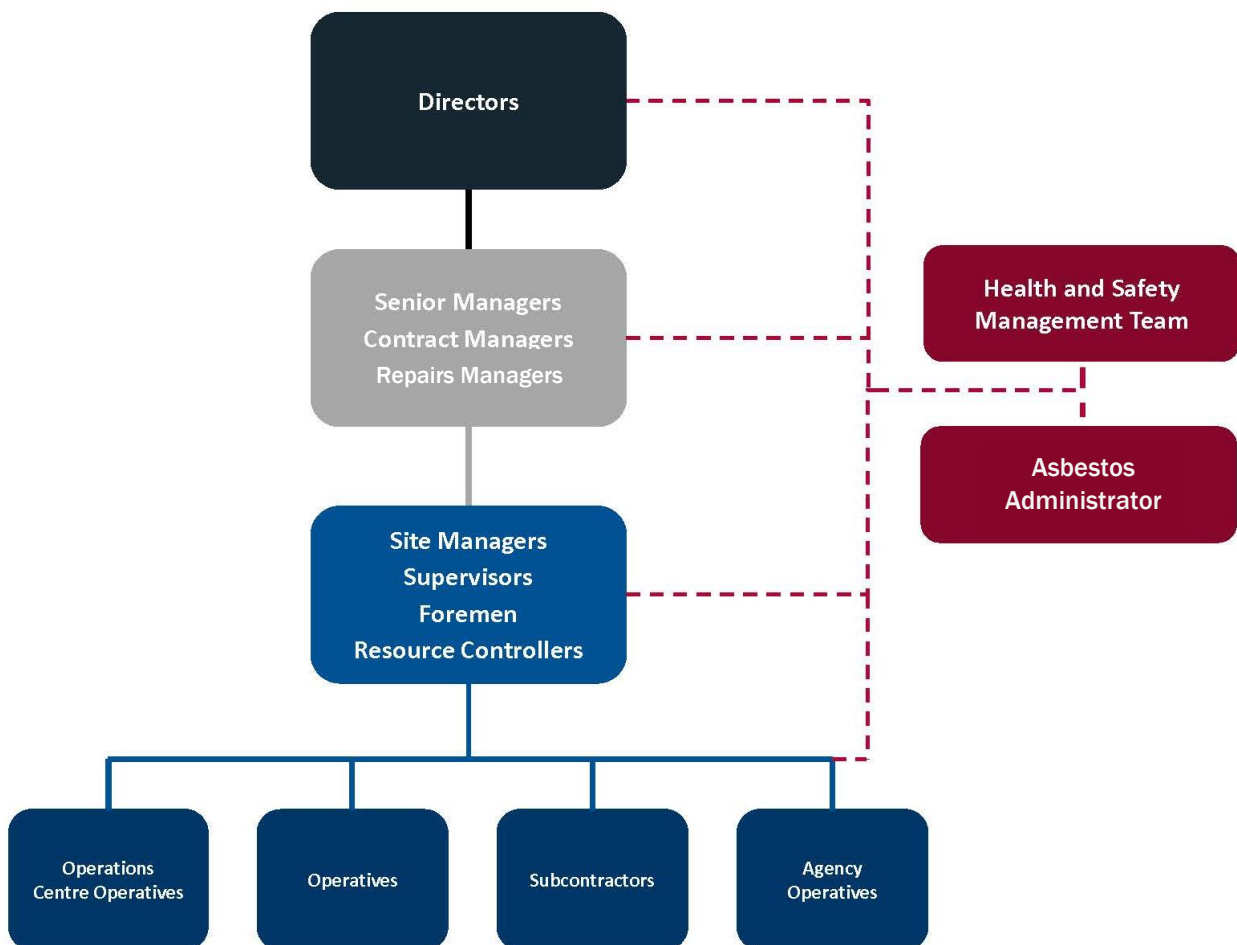 Directors
Senior Managers
Contract Managers
Repairs Managers
Health and Safety
Management Team
Asbestos
Administrator
Site Managers
Supervisors
Foremen
Resource Controllers
Operations
Centre Operatives
Operatives
Subcontractors
Agency
Operatives